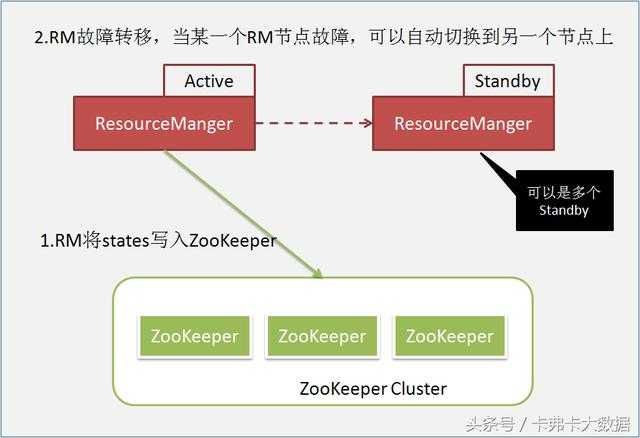 2.RM故障转移，当某一个RM节点故障，可以自动切换到另一个节点上
Active
Standby
ResourceManger
ResourceManger
可以是多个
Standby
1.RM将states写入ZooKeeper
ZooKeeper
ZooKeeper
ZooKeeper
ZooKeeper Cluster
头条号 / 卡弗卡大数据